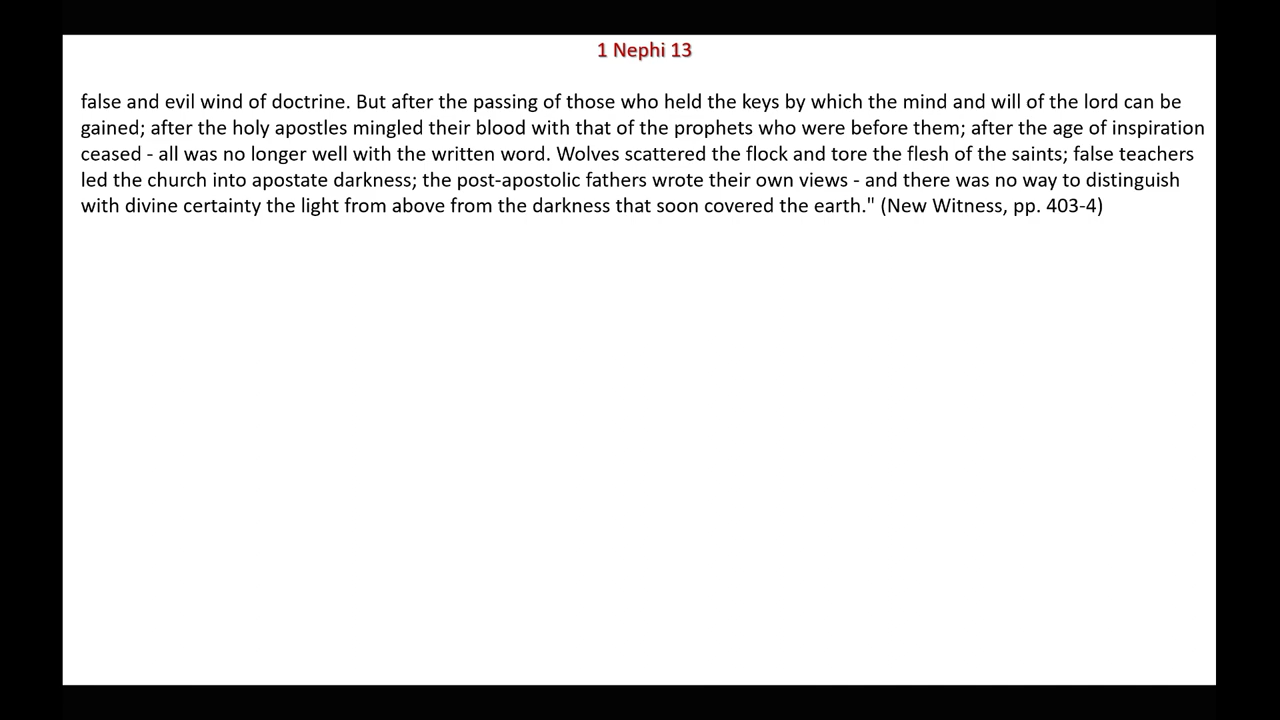 1 Nephi 13
false and evil wind of doctrine. But after the passing of those who held the keys by which the mind and will of the lord can be
gained; after the holy apostles mingled their blood with that of the prophets who were before them; after the age of inspiration
ceased - all was no longer well with the written word. Wolves scattered the flock and tore the flesh of the saints; false teachers
led the church into apostate darkness; the post-apostolic fathers wrote their own views - and there was no way to distinguish
with divine certainty the light from above from the darkness that soon covered the earth." (New Witness, pp. 403-4)